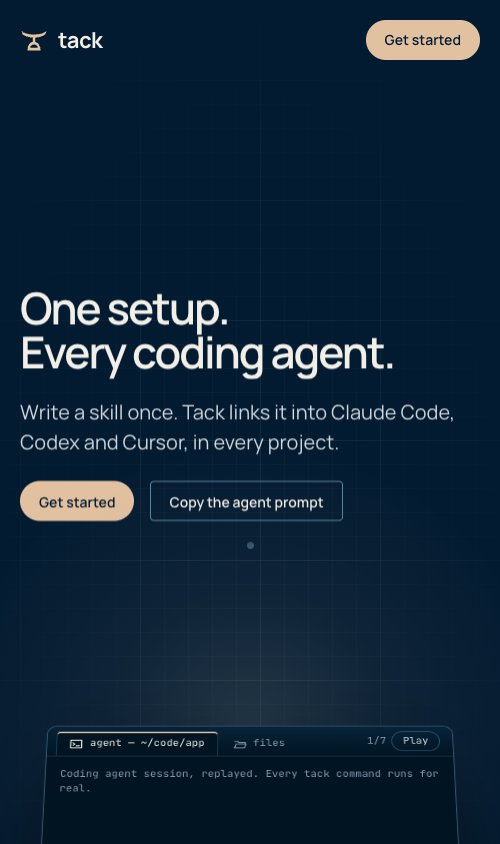 tack
Get started
One setup.
Every coding agent.
Write a skill once. Tack links it into Claude Code,
Codex and Cursor, in every project.
Get started
Copy the agent prompt
agent — ~/code/app
files
1/7
Play
Coding agent session, replayed. Every tack command runs for
real.